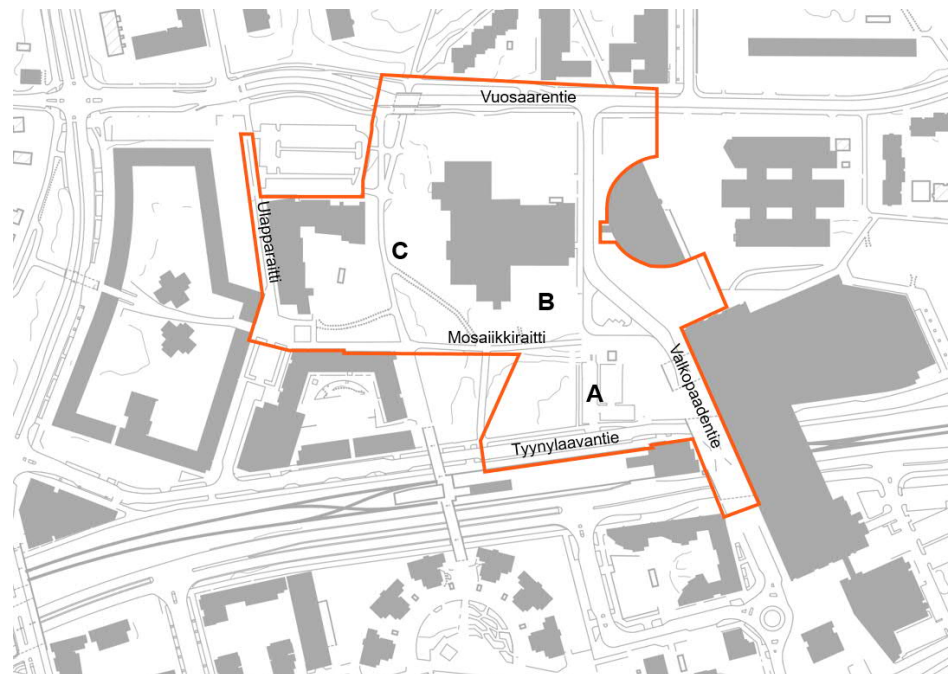 Vuosaarentie
Ulapparaitti
C
B
Mosaiikkiraitti
Valkopaadentie
A
Tyynylaavantie